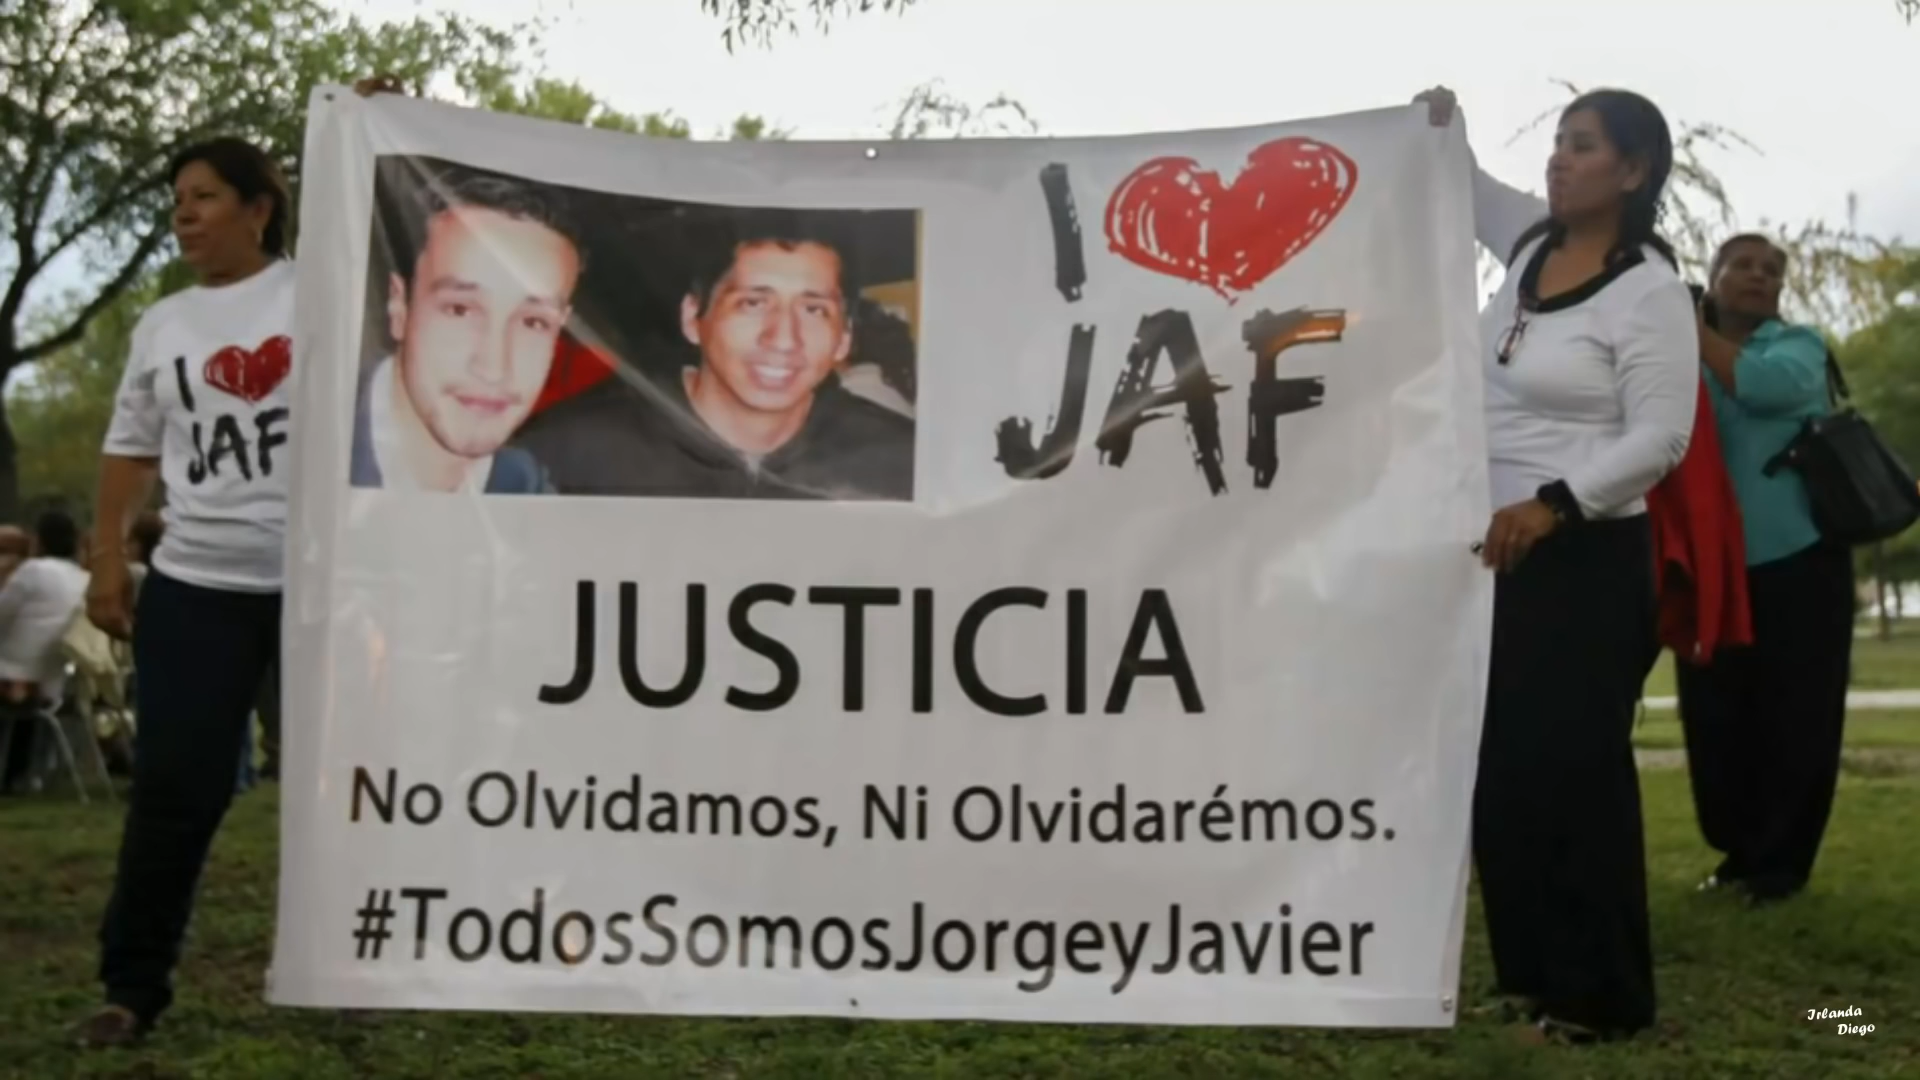 I
JAF
I
JAF
JUSTICIA
No Olvidamos, Ni Olvidarémos.
#TodosSomosJorgeyJavier
Irlanda
Diego